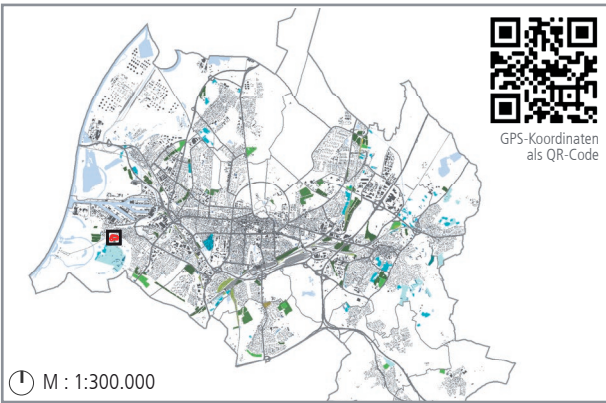 GPS-Koordinaten
als QR-Code
M : 1:300.000